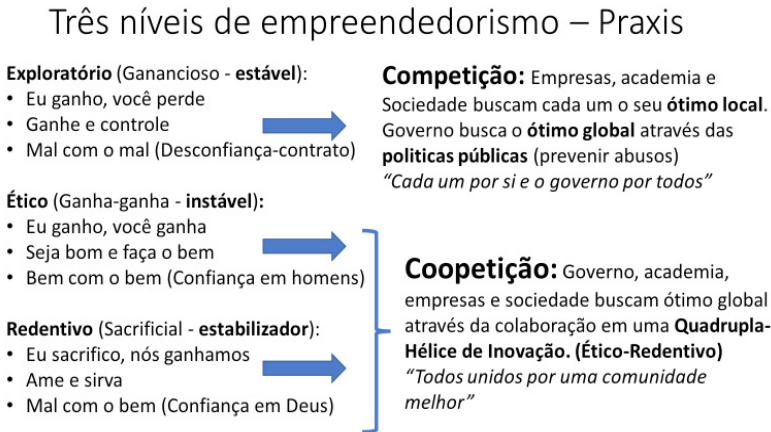 Três níveis de empreendedorismo – Praxis
Exploratório (Ganancioso - estável):
• Eu ganho, você perde
• Ganhe e controle
• Mal com o mal (Desconfiança-contrato)
Competição: Empresas, academia e
Sociedade buscam cada um o seu ótimo local.
Governo busca o ótimo global através das
politicas públicas (prevenir abusos)
“Cada um por si e o governo por todos”
Ético (Ganha-ganha - instável):
• Eu ganho, você ganha
• Seja bom e faça o bem
• Bem com o bem (Confiança em homens)
Redentivo (Sacrificial - estabilizador):
• Eu sacrifico, nós ganhamos
• Ame e sirva
• Mal com o bem (Confiança em Deus)
Coopetição: Governo, academia,
empresas e sociedade buscam ótimo global
através da colaboração em uma Quadrupla-
Hélice de Inovação. (Ético-Redentivo)
“Todos unidos por uma comunidade
melhor”